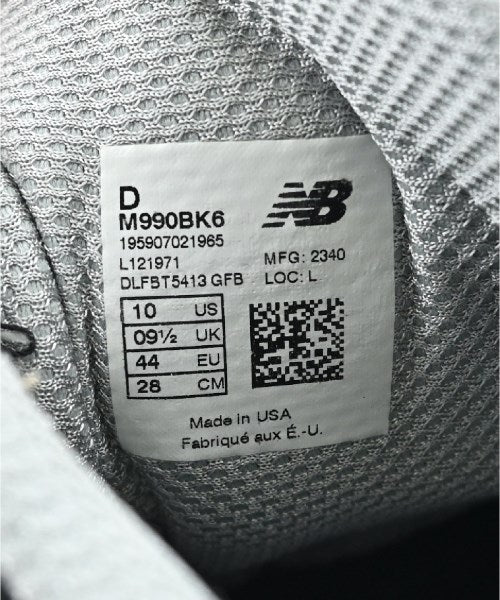 D
M990BK6
195907021965
L121971 MFG: 2340
DLFBT5413 GFB LOC: L
10 US
09½ UK
44 EU
28 CM
NB
Made in USA
Fabriqué aux É.-U.